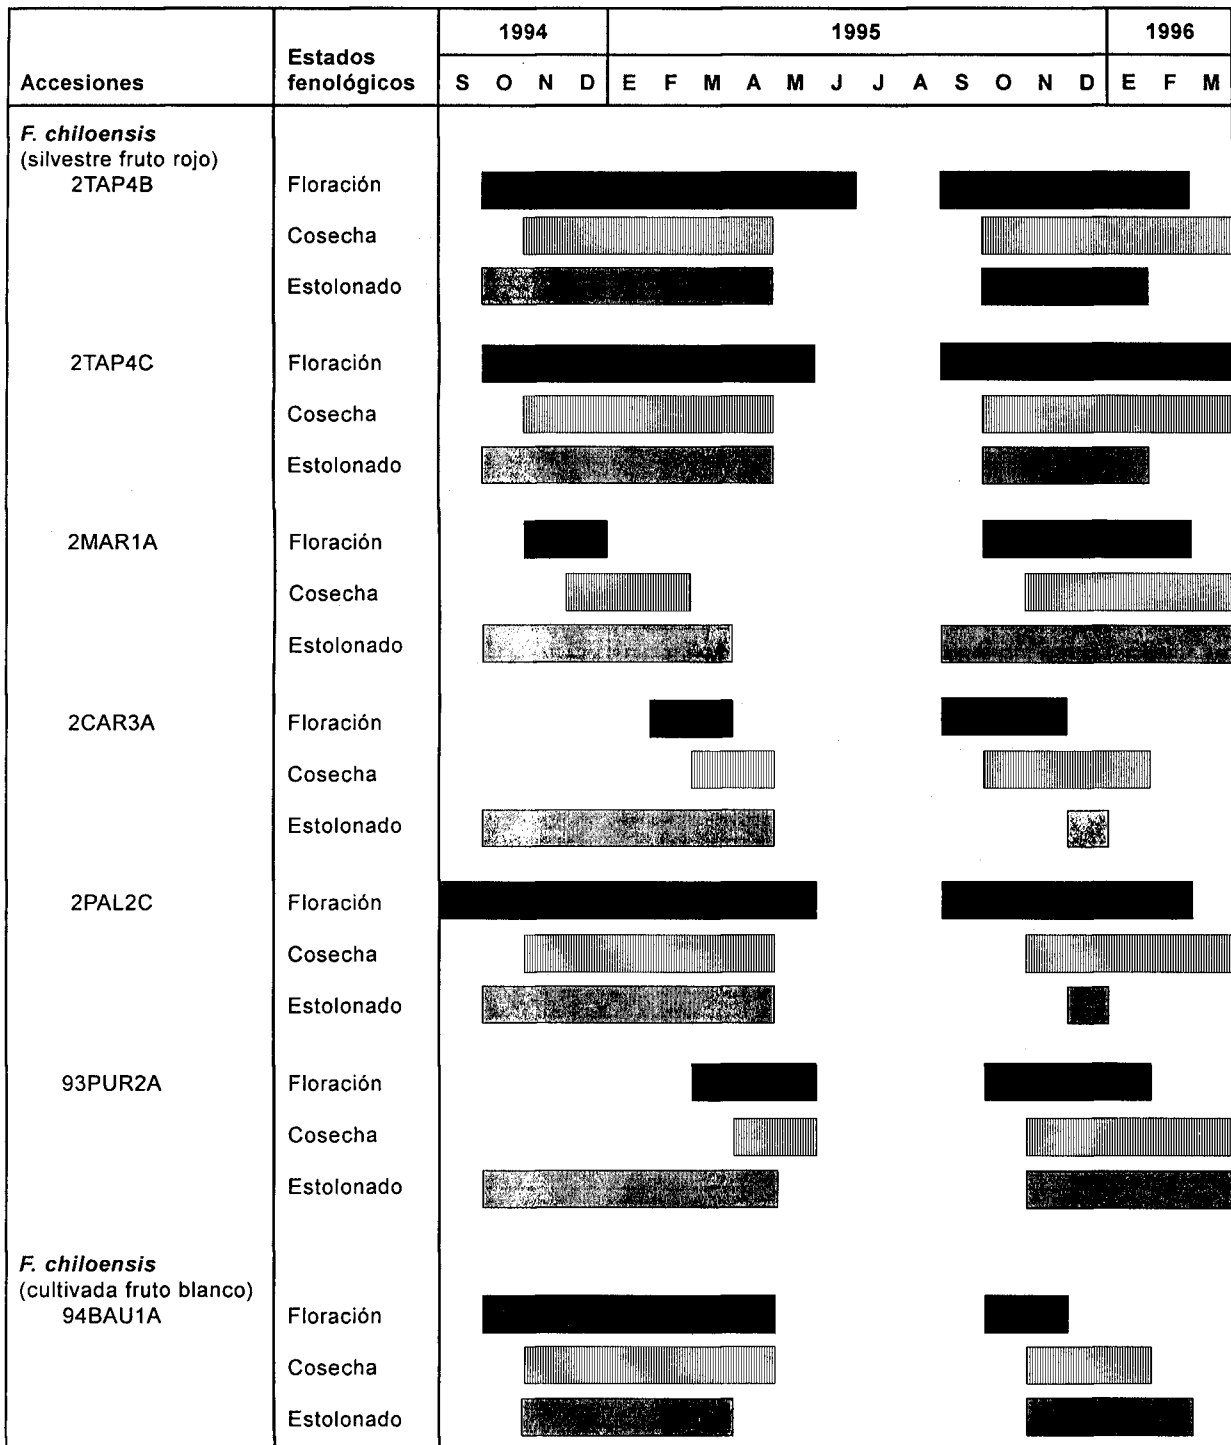 1994 1995 1996
Accesiones Estados fenológicos S O N D E F M A M J J A S O N D E F M
F. chiloensis
(silvestre fruto rojo)
2TAP4B Floración
Cosecha
Estolonado
2TAP4C Floración
Cosecha
Estolonado
2MAR1A Floración
Cosecha
Estolonado
2CAR3A Floración
Cosecha
Estolonado
2PAL2C Floración
Cosecha
Estolonado
93PUR2A Floración
Cosecha
Estolonado
F. chiloensis
(cultivada fruto blanco)
94BAU1A Floración
Cosecha
Estolonado